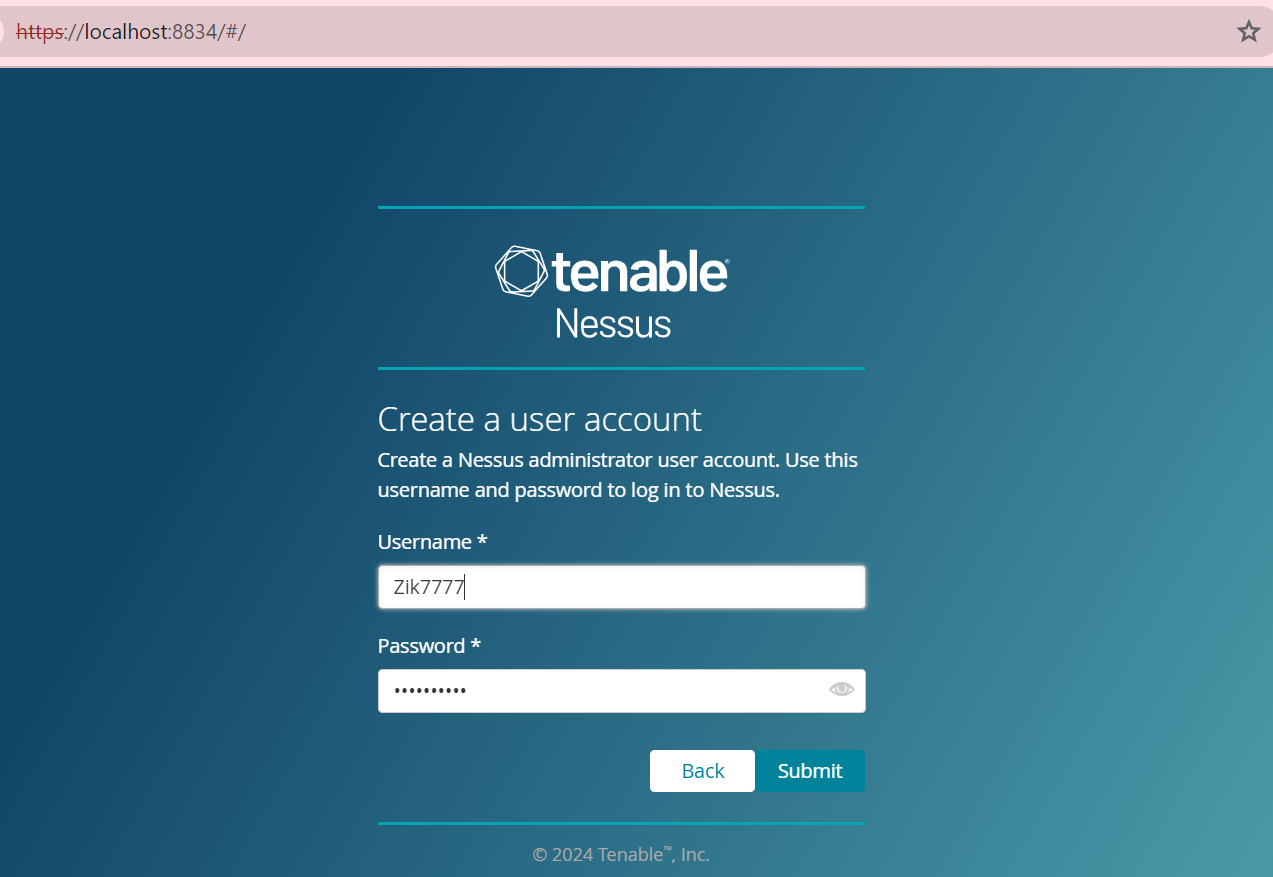 https://localhost:8834/#/
tenable®
Nessus
Create a user account
Create a Nessus administrator user account. Use this
username and password to log in to Nessus.
Username *
Zik7777
Password *
••••••••••
Back Submit
© 2024 Tenable™, Inc.